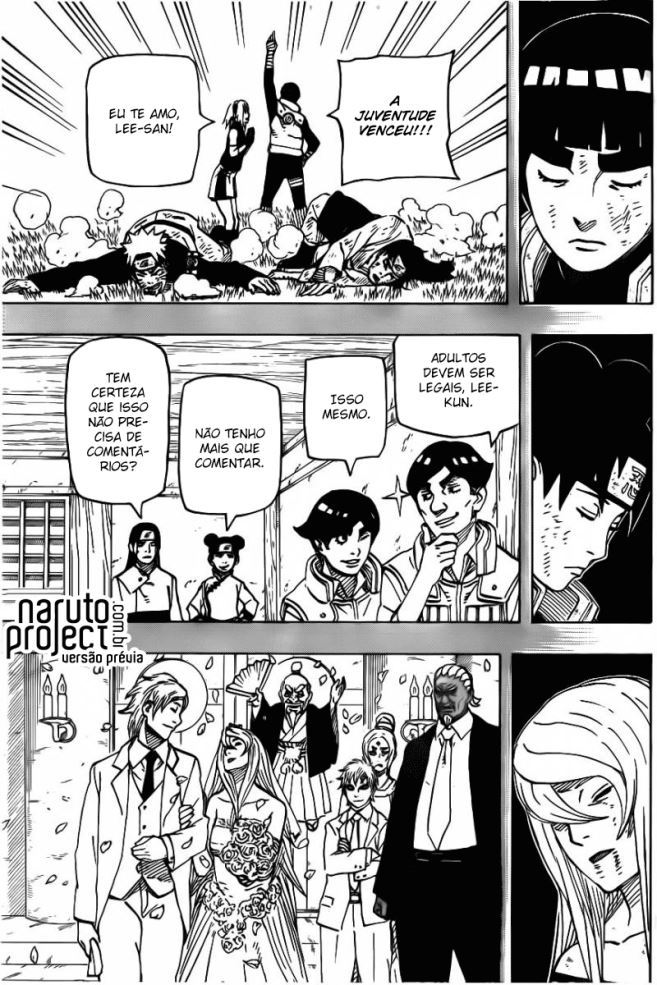 EU TE AMO,
LEE-SAN!
A
JUVENTUDE
VENCEU!!!
TEM
CERTEZA
QUE ISSO
NÃO PRE-
CISA DE
COMENTÁ-
RIOS?
NÃO TENHO
MAIS QUE
COMENTAR.
ISSO
MESMO.
ADULTOS
DEVEM SER
LEGAIS, LEE-
KUN.
忍
naruto
project
.com.br
versão prévia